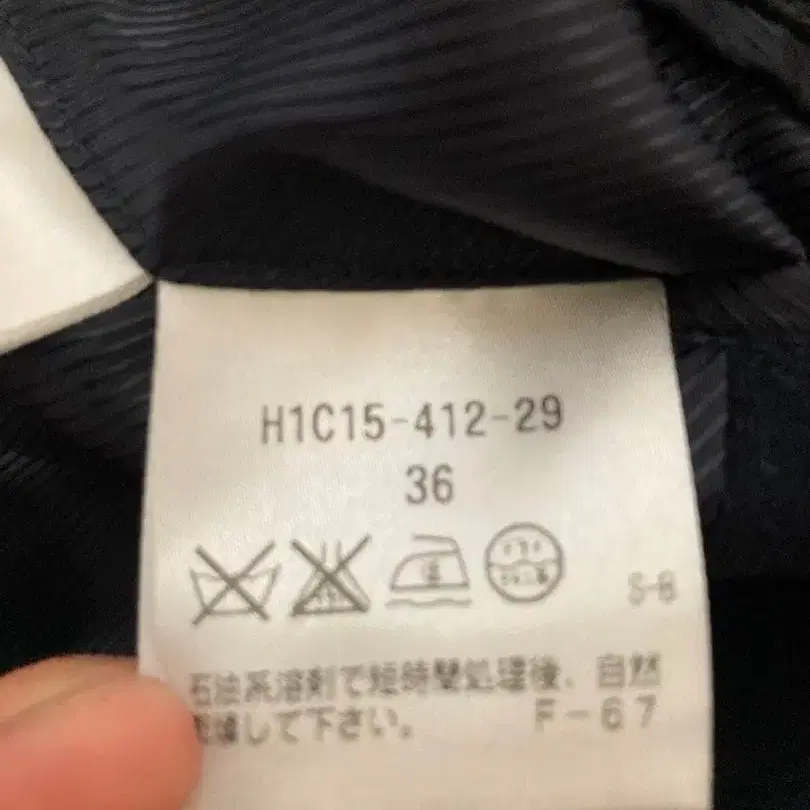 H1C15-412-29
36
S-8
石油系溶剤で短時間処理後、自然
乾燥して下さい。 F-67